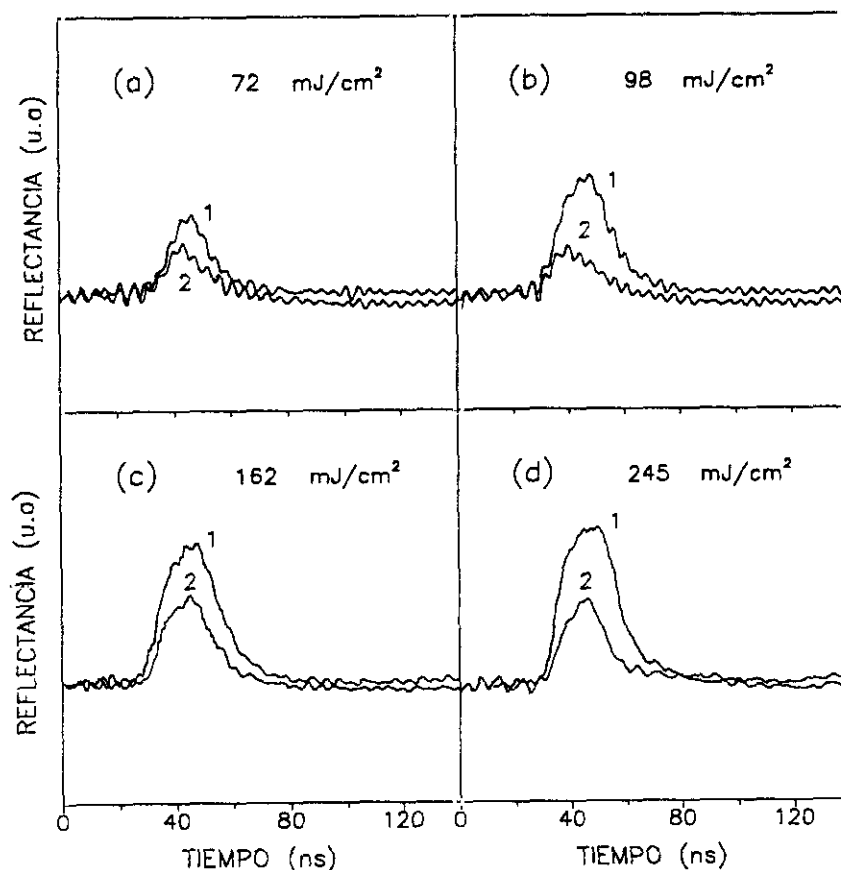 (a) 72 mJ/cm²
(b) 98 mJ/cm²
REFLECTANCIA (u.a)
1
2
1
2
(c) 162 mJ/cm²
(d) 245 mJ/cm²
REFLECTANCIA (u.a)
1
2
1
2
0 40 80 120
0 40 80 120
TIEMPO (ns)
TIEMPO (ns)